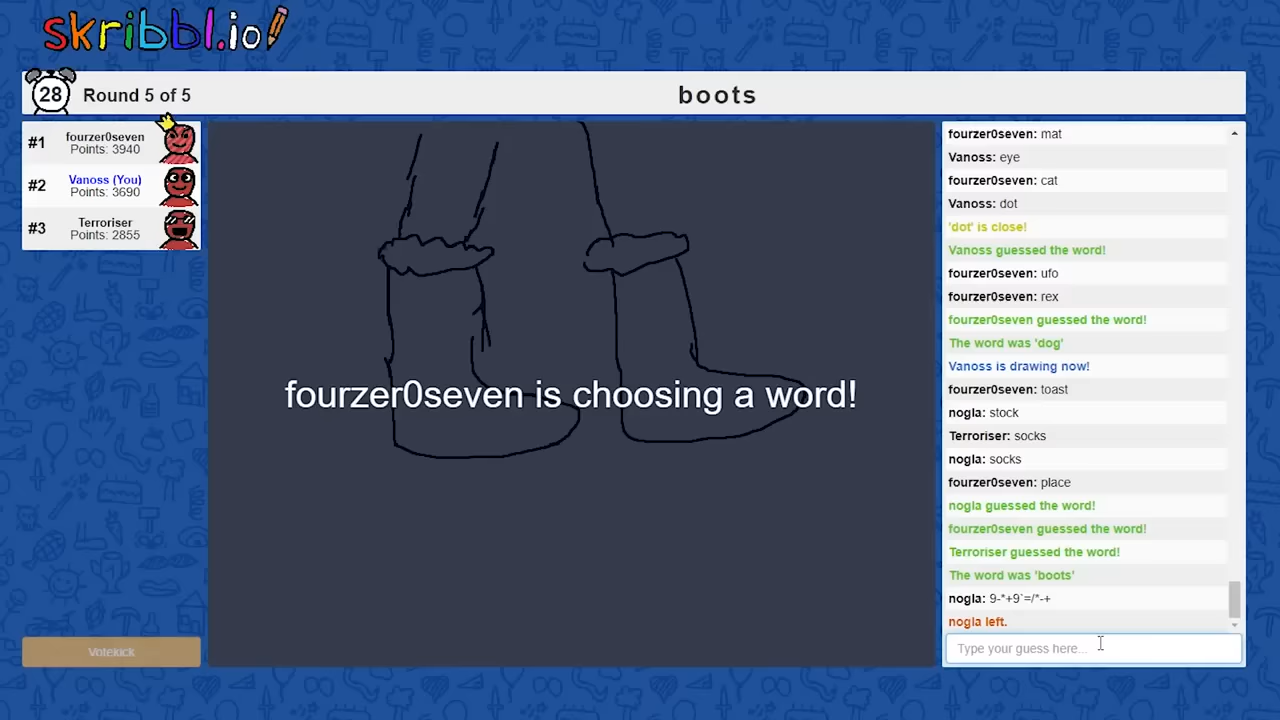 skribbl.io
28
Round 5 of 5
boots
#1
fourzer0seven
Points: 3940
#2
Vanoss (You)
Points: 3690
#3
Terroriser
Points: 2855
fourzer0seven is choosing a word!
fourzer0seven: mat
Vanoss: eye
fourzer0seven: cat
Vanoss: dot
'dot' is close!
Vanoss guessed the word!
fourzer0seven: ufo
fourzer0seven: rex
fourzer0seven guessed the word!
The word was 'dog'
Vanoss is drawing now!
fourzer0seven: toast
nogla: stock
Terroriser: socks
nogla: socks
fourzer0seven: place
nogla guessed the word!
fourzer0seven guessed the word!
Terroriser guessed the word!
The word was 'boots'
nogla: 9-*+9`=/*-+
nogla left.
Votekick
Type your guess here...